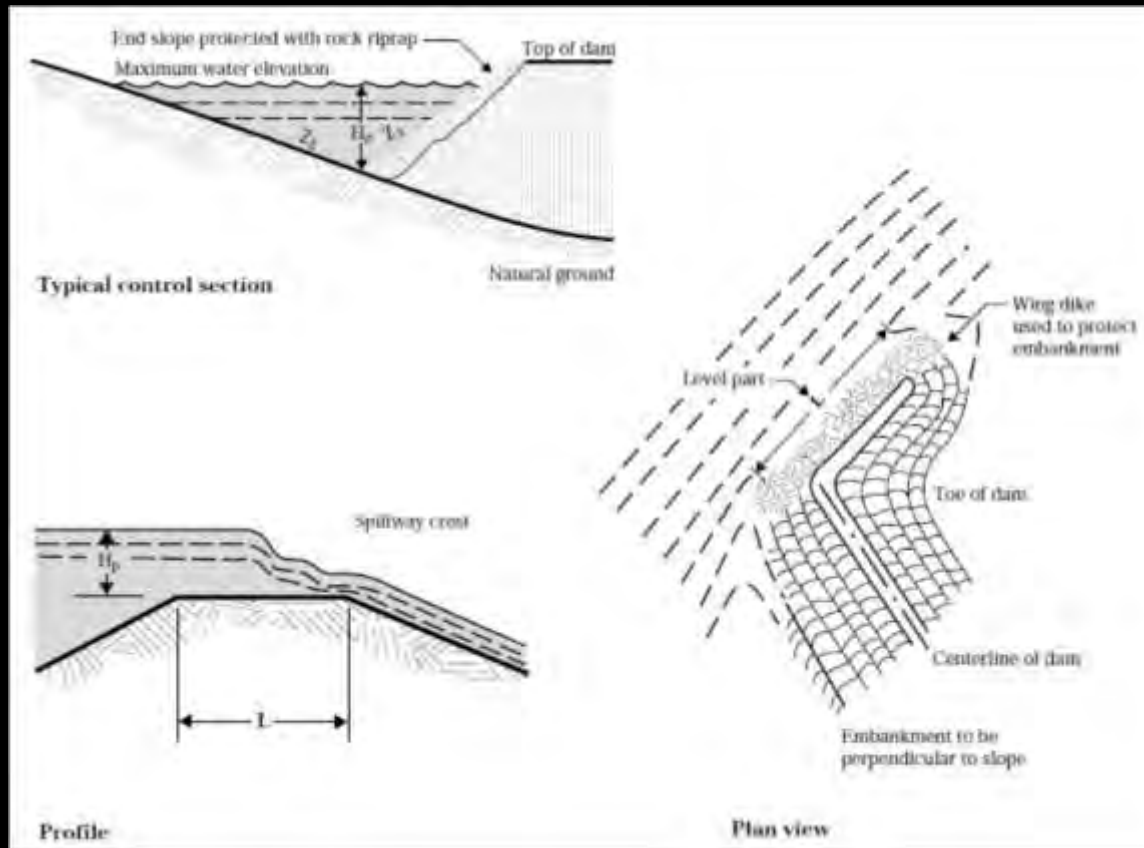 End slope protected with rock riprap
Top of dam
Maximum water elevation
Hp
Natural ground
Typical control section
Wing dike
used to protect
embankment
Level part
Spillway crest
Hp
Toe of dam
L
Centerline of dam
Embankment to be
perpendicular to slope
Profile
Plan view